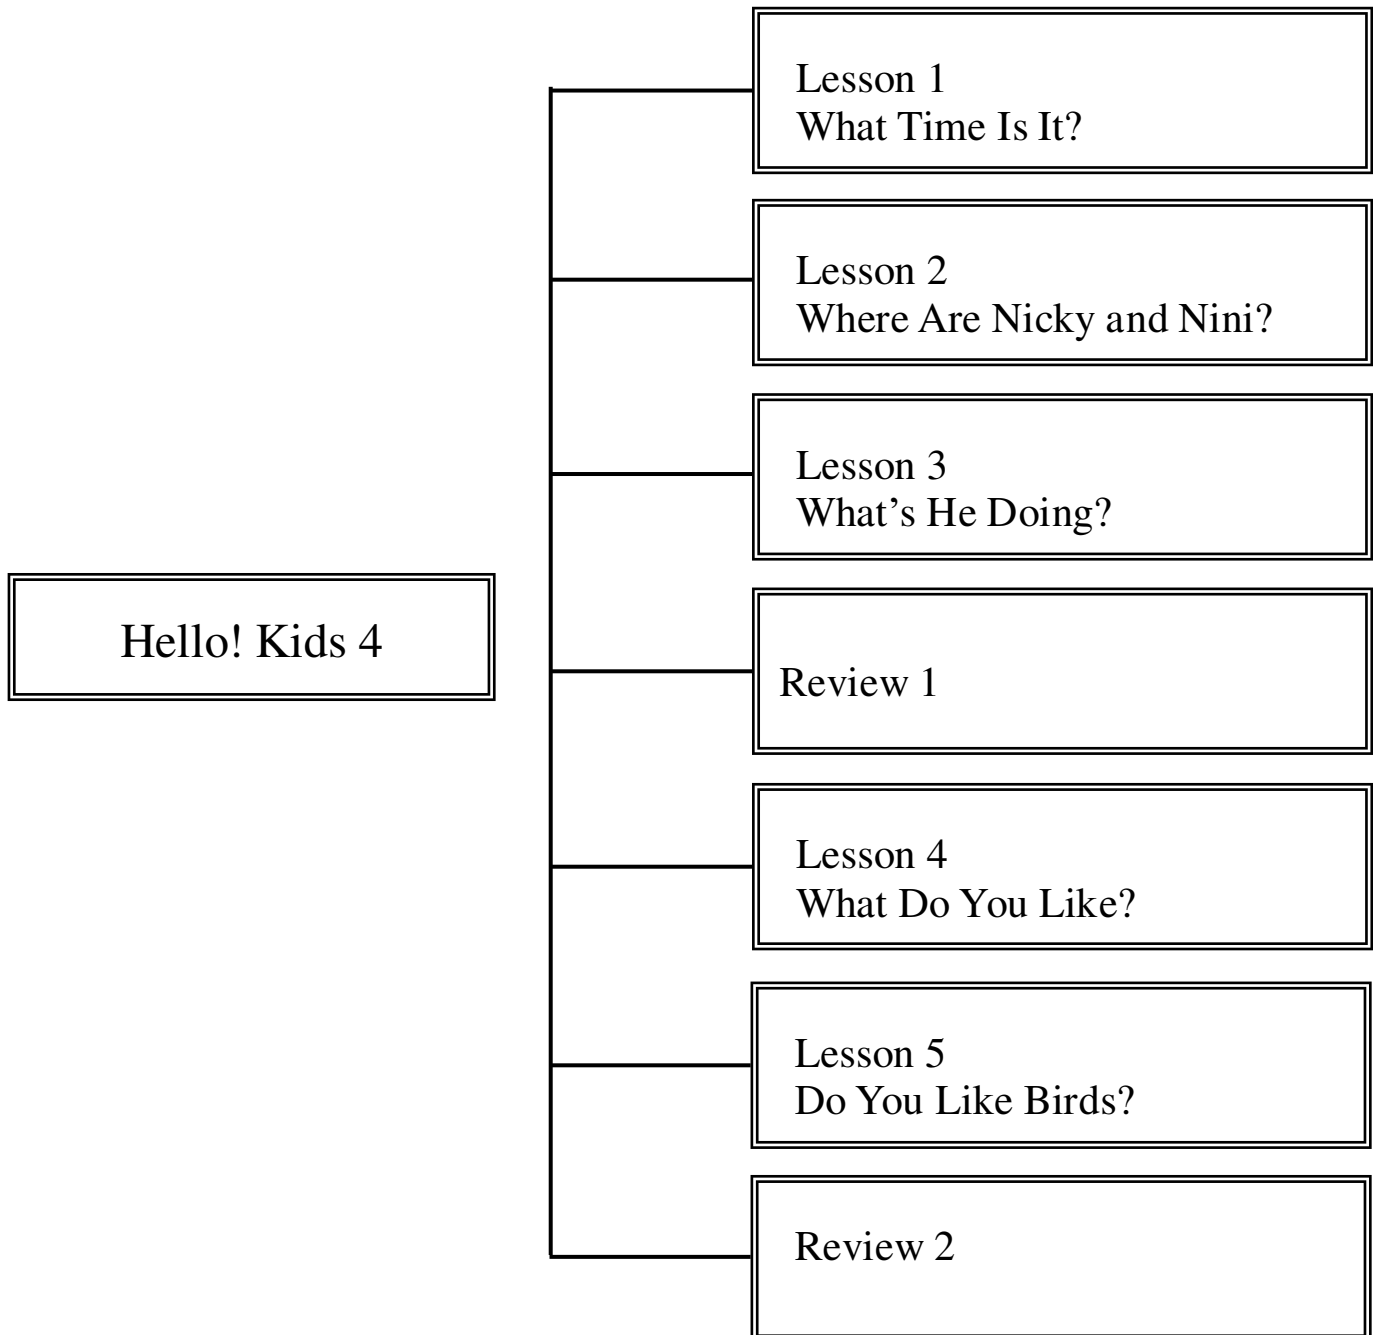 Hello! Kids 4
Lesson 1
What Time Is It?
Lesson 2
Where Are Nicky and Nini?
Lesson 3
What’s He Doing?
Review 1
Lesson 4
What Do You Like?
Lesson 5
Do You Like Birds?
Review 2